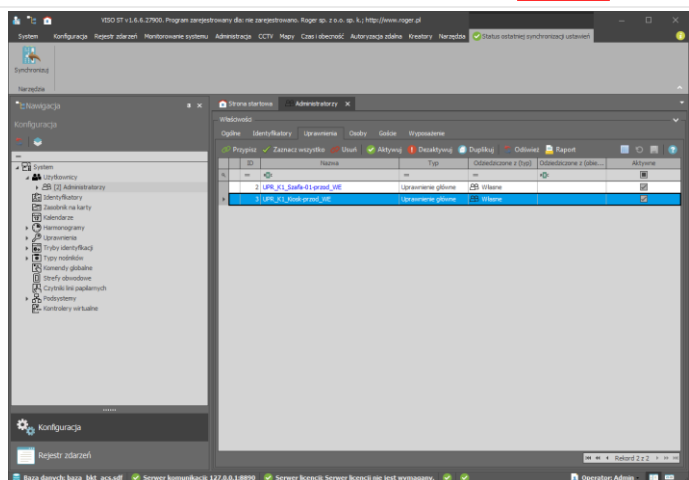 VISO ST v1.6.6.27900. Program zarejestrowany dla: nie zarejestrowano. Roger sp. z o.o. sp. k.; http://www.roger.pl
System Konfiguracja Rejestr zdarzeń Monitorowanie systemu Administracja CCTV Mapy Czas i obecność Autoryzacja zdalna Kreatory Narzędzia Status ostatniej synchronizacji ustawień
Synchronizuj
Narzędzia
Nawigacja
Strona startowa Administratorzy
Konfiguracja
Właściwości
Ogólne Identyfikatory Uprawnienia Osoby Goście Wyposażenie
Przypisz Zaznacz wszystko Usuń Aktywuj Dezaktywuj Duplikuj Odśwież Raport
ID Nazwa Typ Odziedziczone z (typ) Odziedziczone z (obie... Aktywne
System
Użytkownicy
[2] Administratorzy
2 UPR_K1_Szafa-01-przod_WE Uprawnienie główne Własne
Identyfikatory
3 UPR_K1_Kiosk-przod_WE Uprawnienie główne Własne
Zasobnik na karty
Kalendarze
Harmonogramy
Uprawnienia
Tryby identyfikacji
Typy nośników
Komendy globalne
Strefy obwodowe
Czytniki linii papilarnych
Podsystemy
Kontrolery wirtualne
Konfiguracja
Rejestr zdarzeń
Rekord 2 z 2
Baza danych: baza_bkt_acs.sdf Serwer komunikacji: 127.0.0.1:8890 Serwer licencji: Serwer licencji nie jest wymagany. Operator: Admin